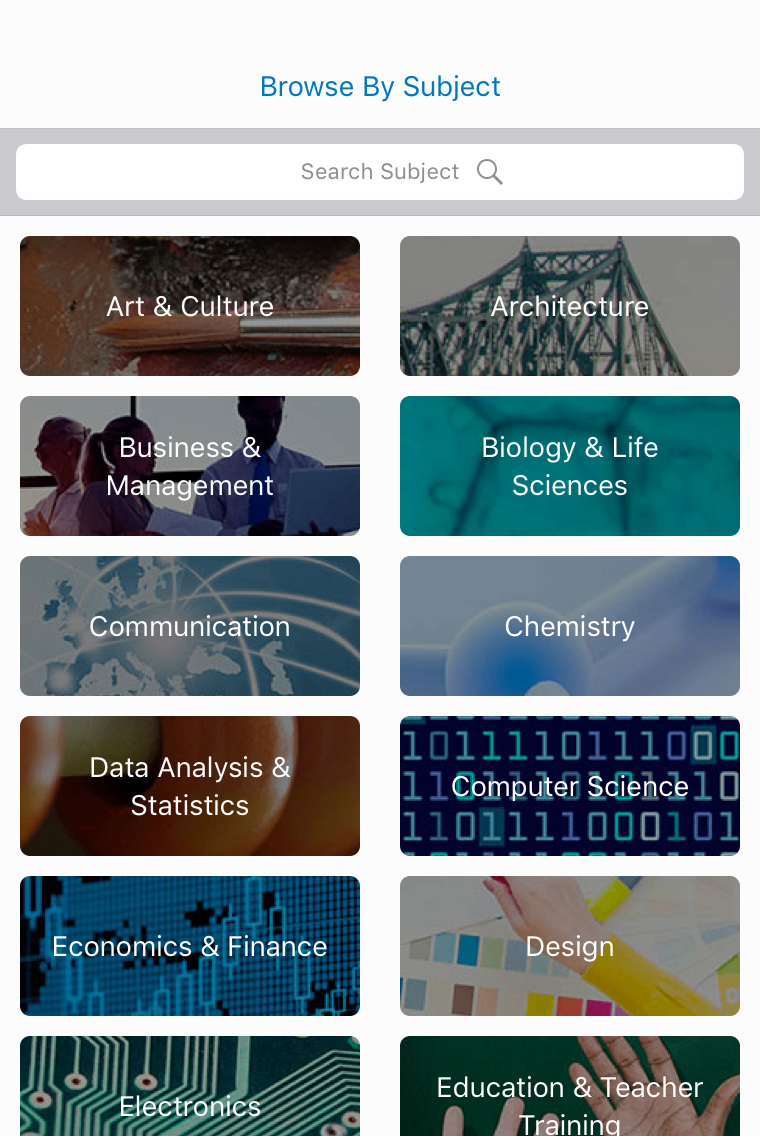 Browse By Subject
Search Subject
Art & Culture
Architecture
Business &
Management
Biology & Life
Sciences
Communication
Chemistry
Data Analysis &
Statistics
Computer Science
Economics & Finance
Design
Electronics
Education & Teacher
Training